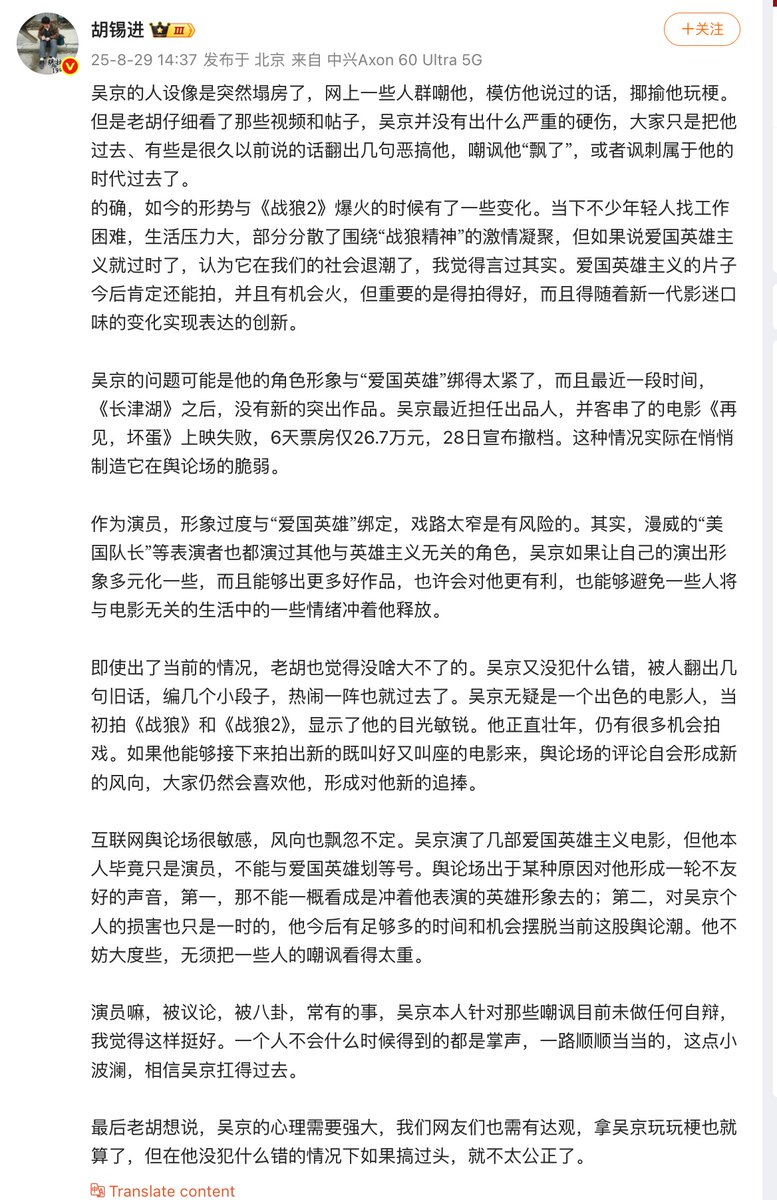 胡锡进
III
+关注
25-8-29 14:37 发布于 北京 来自 中兴Axon 60 Ultra 5G
吴京的人设像是突然塌房了，网上一些人群嘲他，模仿他说过的话，揶揄他玩梗。
但是老胡仔细看了那些视频和帖子，吴京并没有出什么严重的硬伤，大家只是把他
过去、有些是很久以前说的话翻出几句恶搞他，嘲讽他“飘了”，或者讽刺属于他的
时代过去了。
的确，如今的形势与《战狼2》爆火的时候有了一些变化。当下不少年轻人找工作
困难，生活压力大，部分分散了围绕“战狼精神”的激情凝聚，但如果说爱国英雄主
义就过时了，认为它在我们的社会退潮了，我觉得言过其实。爱国英雄主义的片子
今后肯定还能拍，并且有机会火，但重要的是得拍得好，而且得随着新一代影迷口
味的变化实现表达的创新。
吴京的问题可能是他的角色形象与“爱国英雄”绑得太紧了，而且最近一段时间，
《长津湖》之后，没有新的突出作品。吴京最近担任出品人，并客串了的电影《再
见，坏蛋》上映失败，6天票房仅26.7万元，28日宣布撤档。这种情况实际在悄悄
制造它在舆论场的脆弱。
作为演员，形象过度与“爱国英雄”绑定，戏路太窄是有风险的。其实，漫威的“美
国队长”等表演者也都演过其他与英雄主义无关的角色，吴京如果让自己的演出形
象多元化一些，而且能够出更多好作品，也许会对他更有利，也能够避免一些人将
与电影无关的生活中的一些情绪冲着他释放。
即使出了当前的情况，老胡也觉得没啥大不了的。吴京又没犯什么错，被人翻出几
句旧话，编几个小段子，热闹一阵也就过去了。吴京无疑是一个出色的电影人，当
初拍《战狼》和《战狼2》，显示了他的目光敏锐。他正直壮年，仍有很多机会拍
戏。如果他能够接下来拍出新的既叫好又叫座的电影来，舆论场的评论自会形成新
的风向，大家仍然会喜欢他，形成对他新的追捧。
互联网舆论场很敏感，风向也飘忽不定。吴京演了几部爱国英雄主义电影，但他本
人毕竟只是演员，不能与爱国英雄划等号。舆论场出于某种原因对他形成一轮不友
好的声音，第一，那不能一概看成是冲着他表演的英雄形象去的；第二，对吴京个
人的损害也只是一时的，他今后有足够多的时间和机会摆脱当前这股舆论潮。他不
妨大度些，无须把一些人的嘲讽看得太重。
演员嘛，被议论，被八卦，常有的事，吴京本人针对那些嘲讽目前未做任何自辩，
我觉得这样挺好。一个人不会什么时候得到的都是掌声，一路顺顺当当的，这点小
波澜，相信吴京扛得过去。
最后老胡想说，吴京的心理需要强大，我们网友们也需有达观，拿吴京玩玩梗也就
算了，但在他没犯什么错的情况下如果搞过头，就不太公正了。
Translate content